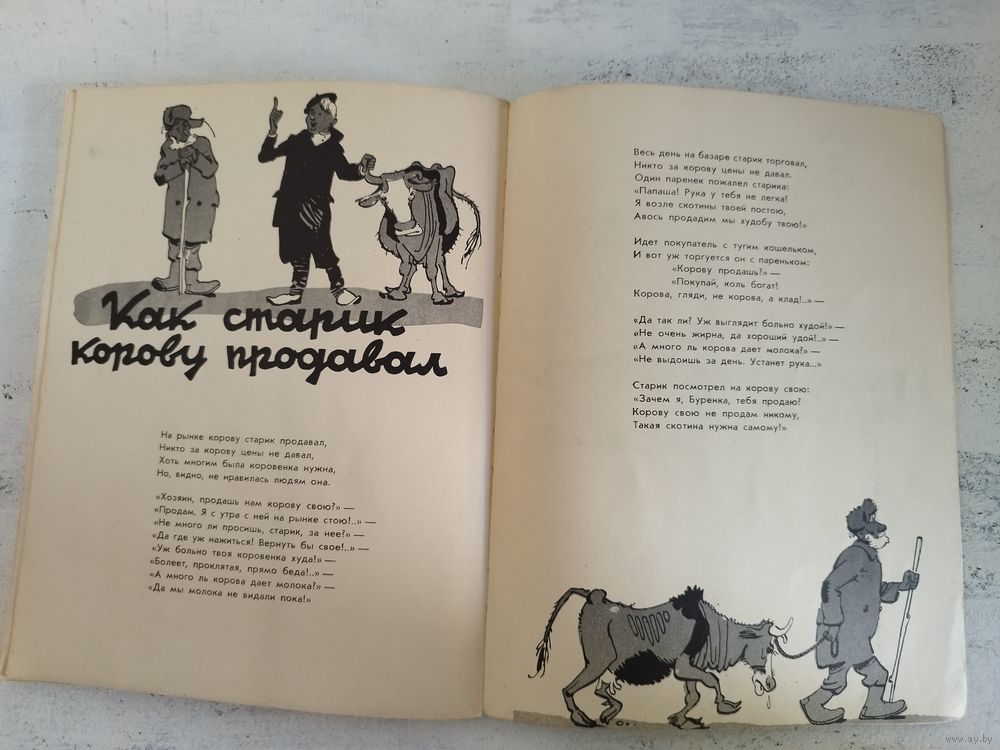 Как старик
корову продавал
На рынке корову старик продавал,
Никто за корову цены не давал,
Хоть многим была коровенка нужна,
Но, видно, не нравилась людям она.
«Хозяин, продашь нам корову свою?» —
«Продам. Я с утра с ней на рынке стою!..» —
«Не много ли просишь, старик, за нее?» —
«Да где уж нажиться! Вернуть бы свое!..» —
«Уж больно твоя коровенка худа!» —
«Болеет, проклятая, прямо беда!..» —
«А много ль корова дает молока?» —
«Да мы молока не видали пока!»
Весь день на базаре старик торговал,
Никто за корову цены не давал.
Один паренек пожалел старика:
«Папаша! Рука у тебя не легка!
Я возле скотины твоей постою,
Авось продадим мы худобу твою!»
Идет покупатель с тугим кошельком,
И вот уж торгуется он с пареньком:
«Корову продашь?» —
«Покупай, коль богат!
Корова, гляди, не корова, а клад!..» —
«Да так ли? Уж выглядит больно худой!» —
«Не очень жирна, да хороший удой!..» —
«А много ль корова дает молока?» —
«Не выдоишь за день. Устанет рука...»
Старик посмотрел на корову свою:
«Зачем я, Буренка, тебя продаю?
Корову свою не продам никому,
Такая скотина нужна самому!»
www.ay.by